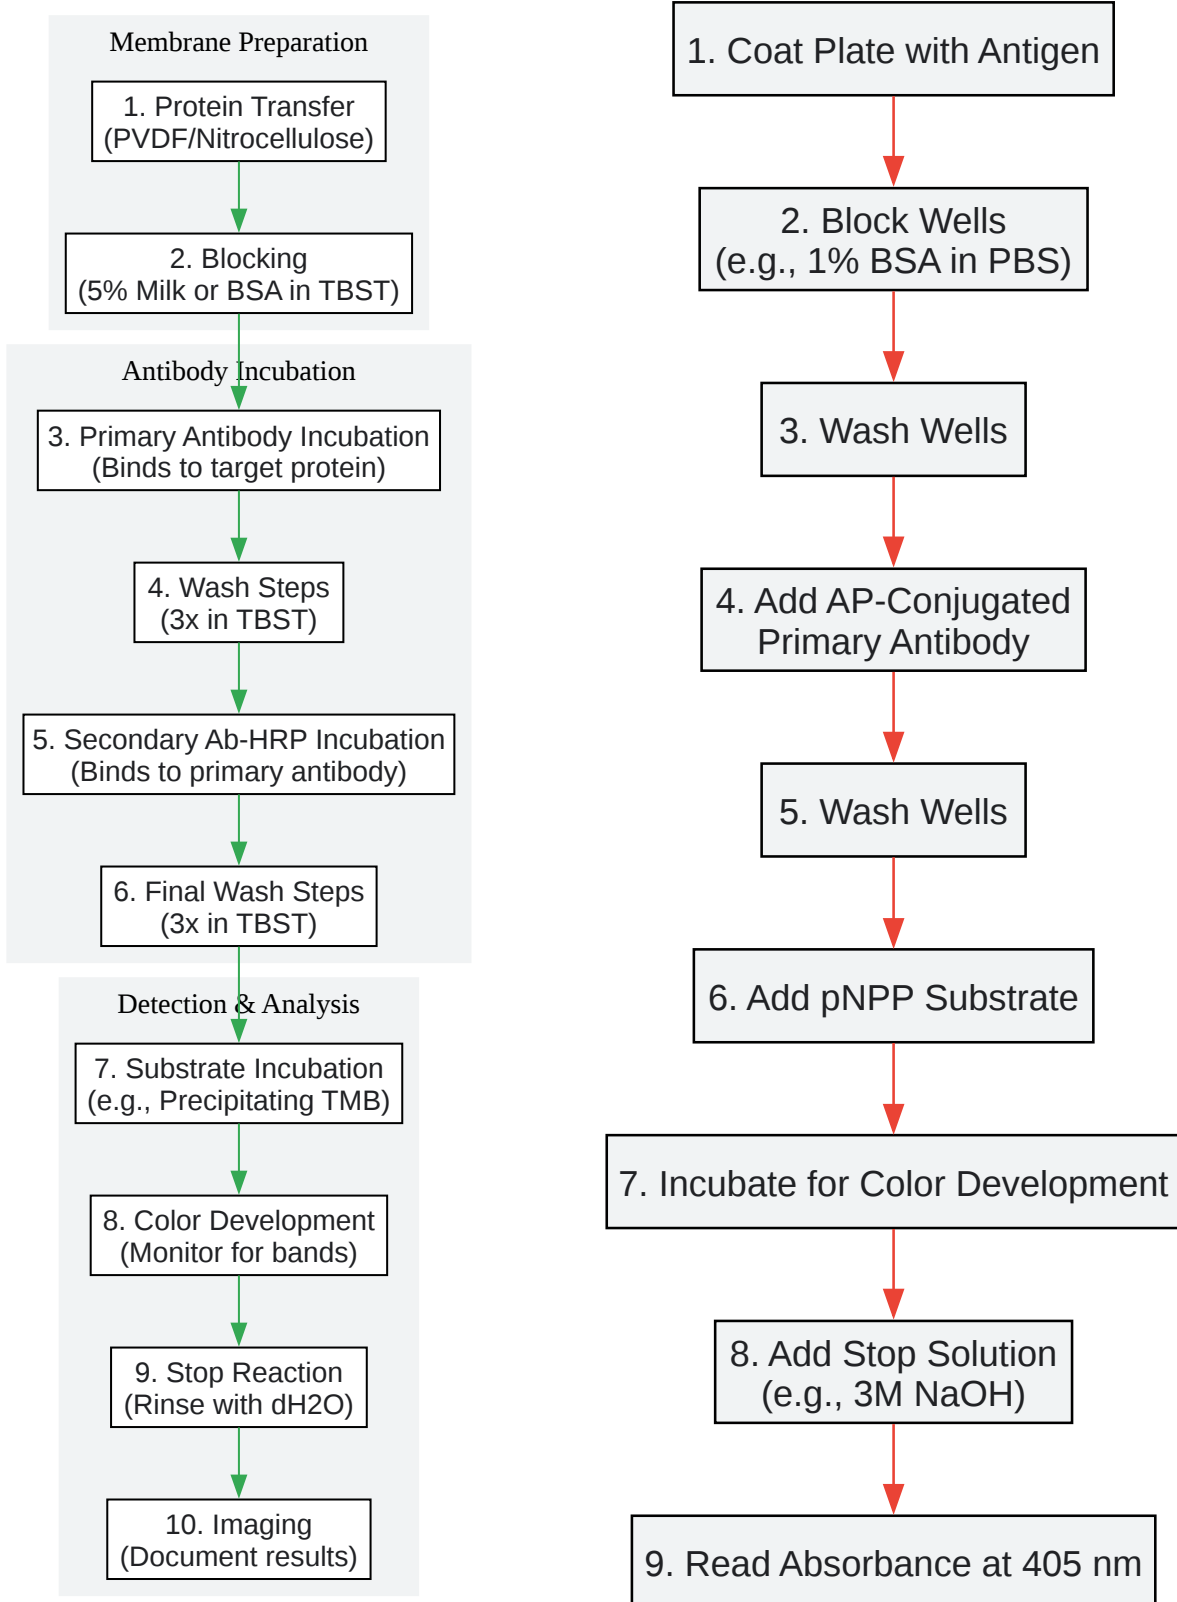 Membrane Preparation
1. Protein Transfer
(PVDF/Nitrocellulose)
2. Blocking
(5% Milk or BSA in TBST)
Antibody Incubation
3. Primary Antibody Incubation
(Binds to target protein)
4. Wash Steps
(3x in TBST)
5. Secondary Ab-HRP Incubation
(Binds to primary antibody)
6. Final Wash Steps
(3x in TBST)
Detection & Analysis
7. Substrate Incubation
(e.g., Precipitating TMB)
8. Color Development
(Monitor for bands)
9. Stop Reaction
(Rinse with dH2O)
10. Imaging
(Document results)
1. Coat Plate with Antigen
2. Block Wells
(e.g., 1% BSA in PBS)
3. Wash Wells
4. Add AP-Conjugated
Primary Antibody
5. Wash Wells
6. Add pNPP Substrate
7. Incubate for Color Development
8. Add Stop Solution
(e.g., 3M NaOH)
9. Read Absorbance at 405 nm